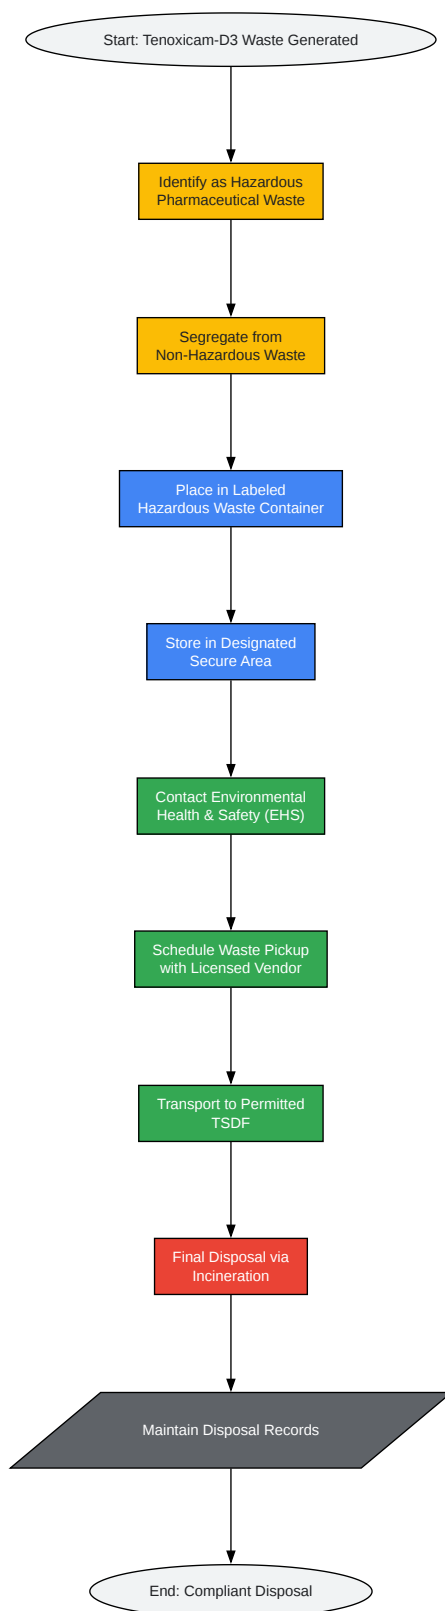 Start: Tenoxicam-D3 Waste Generated
Identify as Hazardous
Pharmaceutical Waste
Segregate from
Non-Hazardous Waste
Place in Labeled
Hazardous Waste Container
Store in Designated
Secure Area
Contact Environmental
Health & Safety (EHS)
Schedule Waste Pickup
with Licensed Vendor
Transport to Permitted
TSDF
Final Disposal via
Incineration
Maintain Disposal Records
End: Compliant Disposal